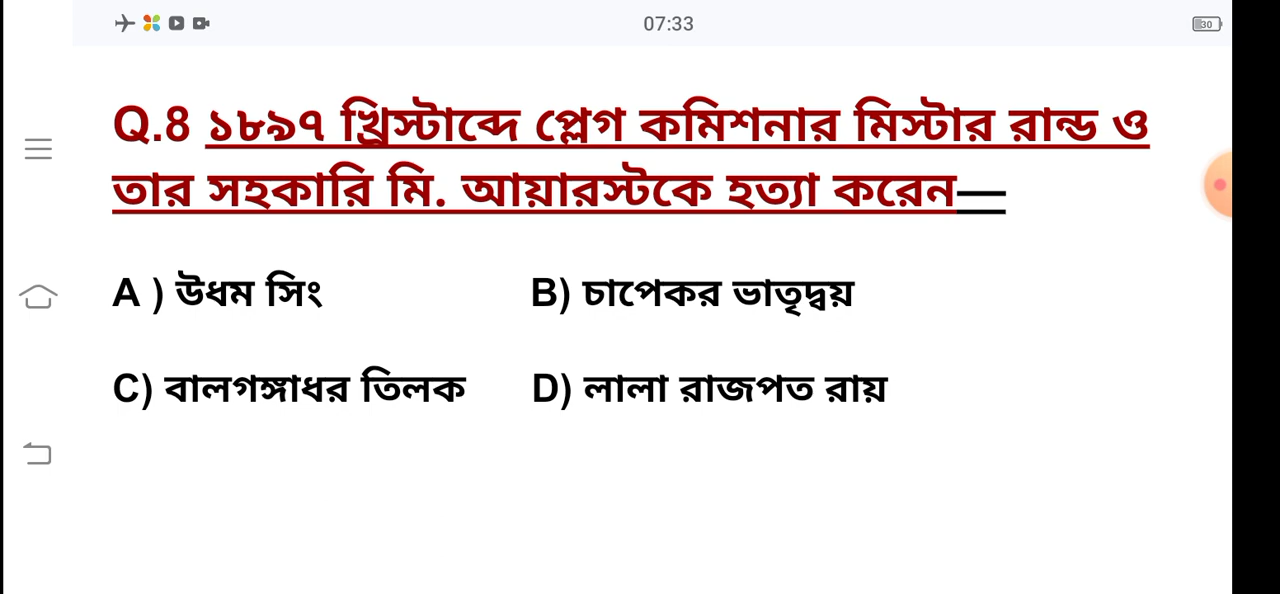 07:33
30
Q.8 ১৮৯৭ খ্রিস্টাব্দে প্লেগ কমিশনার মিস্টার রান্ড ও
তার সহকারি মি. আয়ারস্টকে হত্যা করেন—
A ) উধম সিং B) চাপেকর ভাতৃদ্বয়
C) বালগঙ্গাধর তিলক D) লালা রাজপত রায়